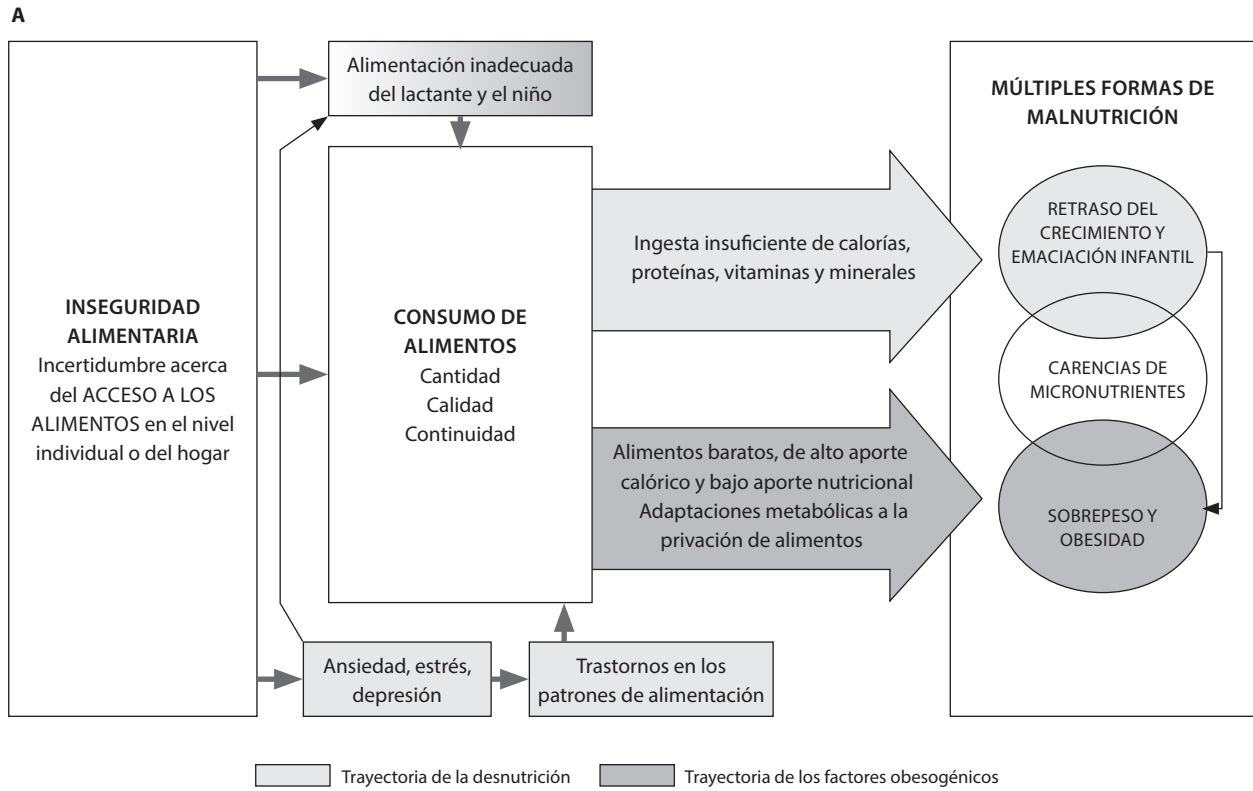 A
INSEGURIDAD
ALIMENTARIA
Incertidumbre acerca
del ACCESO A LOS
ALIMENTOS en el nivel
individual o del hogar
Alimentación inadecuada
del lactante y el niño
CONSUMO DE
ALIMENTOS
Cantidad
Calidad
Continuidad
Ansiedad, estrés,
depresión
Trastornos en los
patrones de alimentación
Ingesta insuficiente de calorías,
proteínas, vitaminas y minerales
Alimentos baratos, de alto aporte
calórico y bajo aporte nutricional
Adaptaciones metabólicas a la
privación de alimentos
MÚLTIPLES FORMAS DE
MALNUTRICIÓN
RETRASO DEL
CRECIMIENTO Y
EMACIACIÓN INFANTIL
CARENCIAS DE
MICRONUTRIENTES
SOBREPESO Y
OBESIDAD
Trayectoria de la desnutrición
Trayectoria de los factores obesogénicos